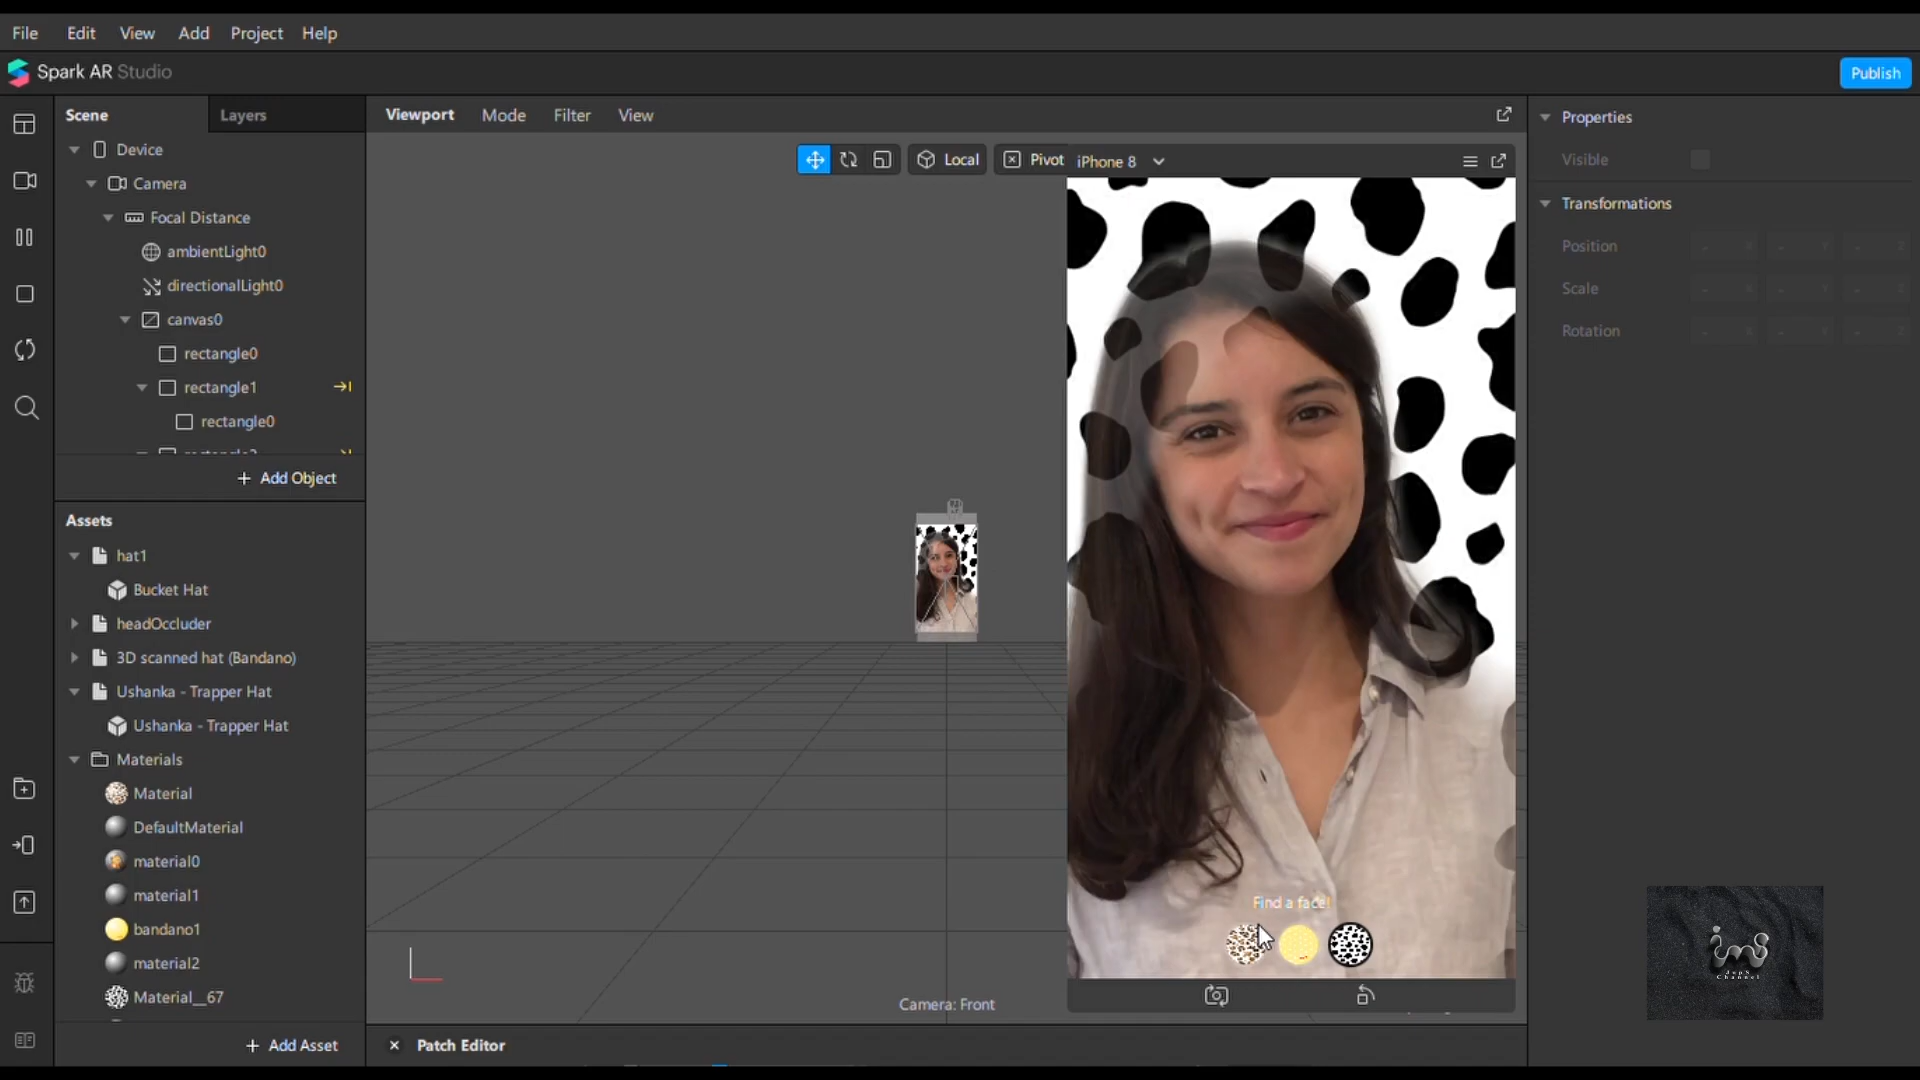 File Edit View Add Project Help
Spark AR Studio
Publish
Scene
Layers
Device
Camera
Focal Distance
ambientLight0
directionalLight0
canvas0
rectangle0
rectangle1
rectangle0
+ Add Object
Assets
hat1
Bucket Hat
headOccluder
3D scanned hat (Bandano)
Ushanka - Trapper Hat
Ushanka - Trapper Hat
Materials
Material
DefaultMaterial
material0
material1
bandano1
material2
Material__67
+ Add Asset
Viewport Mode Filter View
Local
Pivot
iPhone 8
Find a face!
Camera: Front
Patch Editor
Properties
Visible
Transformations
Position
Scale
Rotation
JnpS
Channel